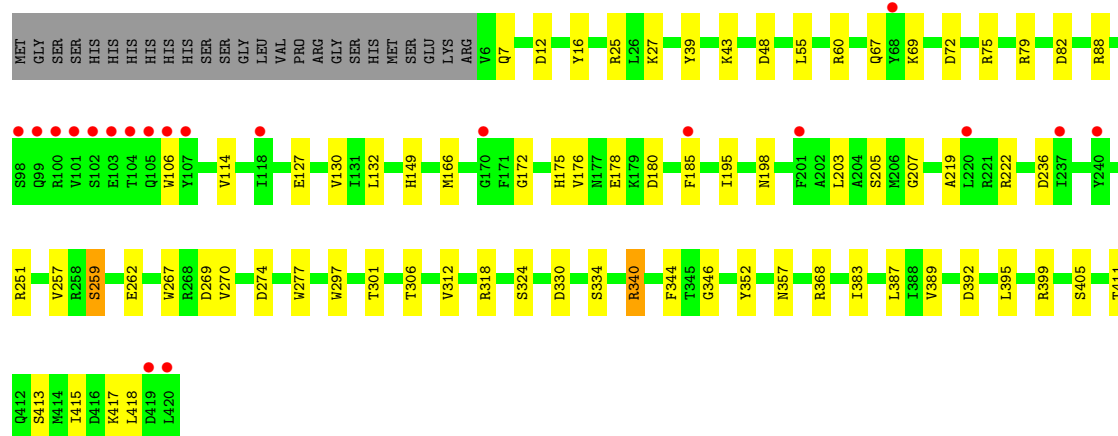 MET GLY SER SER HIS HIS HIS HIS HIS HIS SER SER GLY LEU VAL PRO ARG GLY SER HIS MET SER GLU LYS ARG V6 Q7 D12 Y16 R25 L26 K27 Y39 K43 D48 L55 R60 Q67 Y68 K69 D72 R75 R79 D82 R88
S98 Q99 R100 V101 S102 E103 T104 Q105 W106 Y107 V114 I118 E127 V130 I131 L132 H149 M166 G170 F171 G172 H175 V176 N177 E178 K179 D180 F185 I195 N198 F201 A202 L203 A204 S205 M206 G207 A219 L220 R221 R222 D236 I237 Y240
R251 V257 R258 S259 E262 W267 R268 D269 V270 D274 W277 W297 T301 T306 V312 R318 S324 D330 S334 R340 F344 T345 G346 Y352 N357 R368 I383 L387 I388 V389 D392 L395 R399 S405 T411
Q412 S413 M414 I415 D416 K417 L418 D419 L420